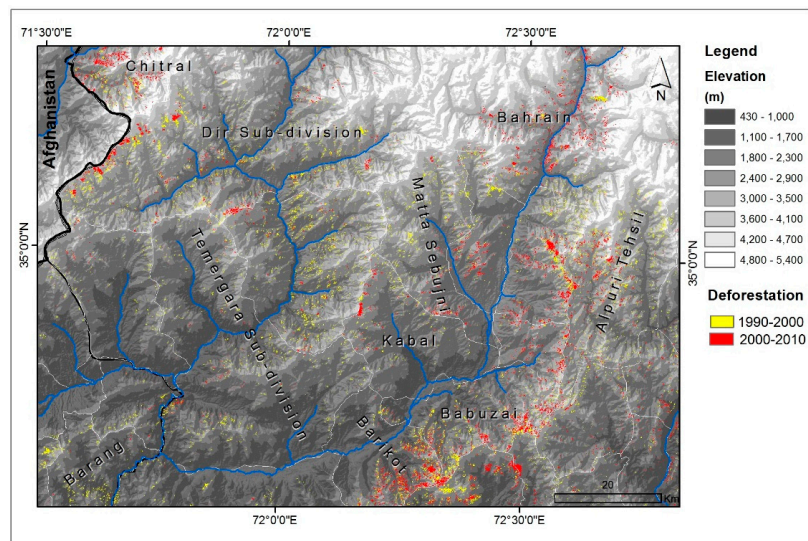 71°30'0"E
72°0'0"E
72°30'0"E
Chitral
Afghanistan
Dir Sub-division
Bahrain
N
35°0'0"N
Temergara Sub-division
Matta Sebujni
Alpuri Tehsil
35°0'0"N
Kabal
Babuzai
Barikot
Barang
20
Km
72°0'0"E
72°30'0"E
Legend
Elevation
(m)
430 - 1,000
1,100 - 1,700
1,800 - 2,300
2,400 - 2,900
3,000 - 3,500
3,600 - 4,100
4,200 - 4,700
4,800 - 5,400
Deforestation
1990-2000
2000-2010